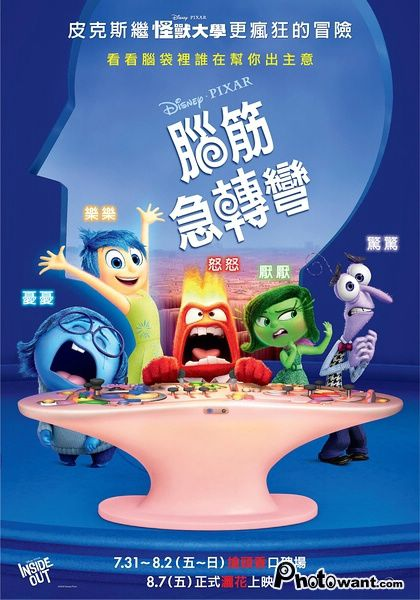 Disney PIXAR
皮克斯繼怪獸大學更瘋狂的冒險
看看腦袋裡誰在幫你出主意
Disney·PIXAR
腦筋
急轉彎
樂樂
驚驚
怒怒
厭厭
憂憂
INSIDE
OUT
7.31~8.2(五~日)搶頭香口碑場
8.7(五)正式灑花上映
Photowant.com